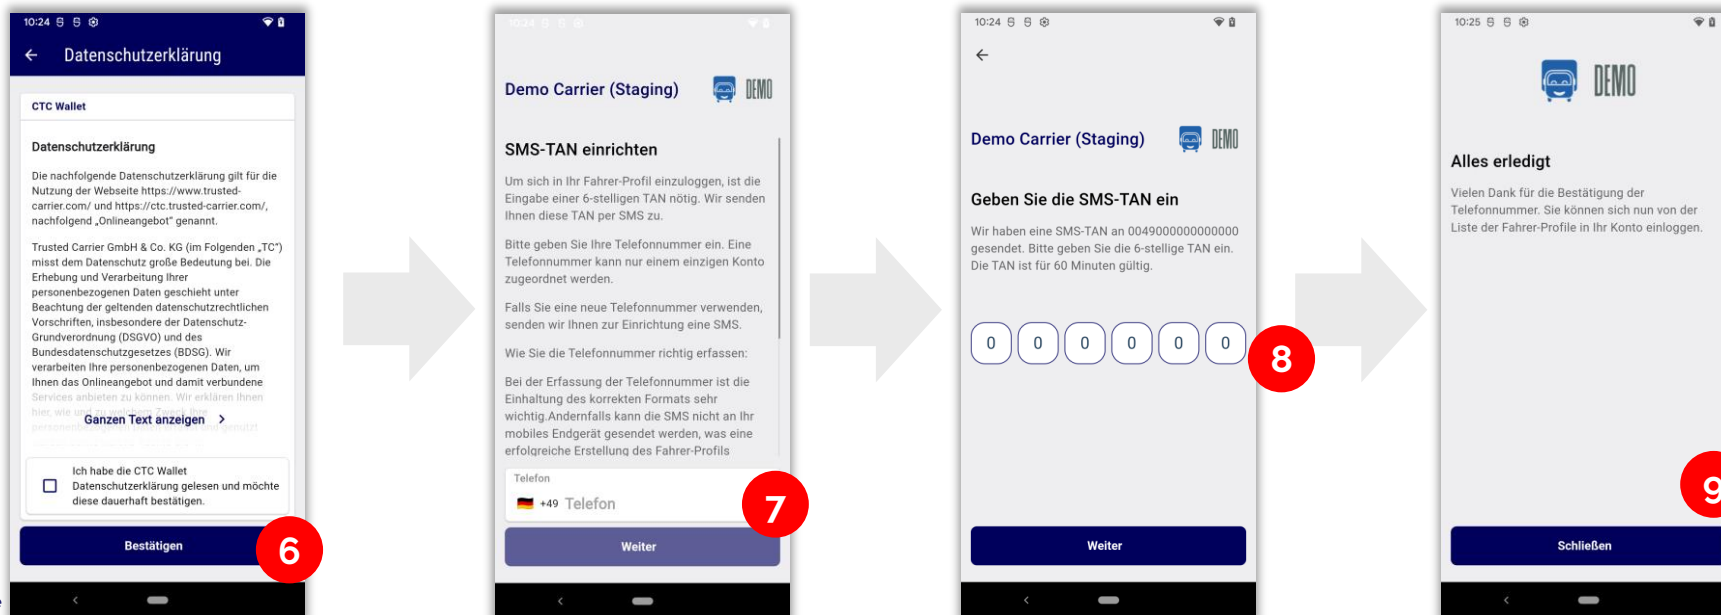 10:24
Datenschutzerklärung
CTC Wallet
Datenschutzerklärung
Die nachfolgende Datenschutzerklärung gilt für die
Nutzung der Webseite https://www.trusted-
carrier.com/ und https://ctc.trusted-carrier.com/,
nachfolgend „Onlineangebot“ genannt.
Trusted Carrier GmbH & Co. KG (im Folgenden „TC“)
misst dem Datenschutz große Bedeutung bei. Die
Erhebung und Verarbeitung Ihrer
personenbezogenen Daten geschieht unter
Beachtung der geltenden datenschutzrechtlichen
Vorschriften, insbesondere der Datenschutz-
Grundverordnung (DSGVO) und des
Bundesdatenschutzgesetzes (BDSG). Wir
verarbeiten Ihre personenbezogenen Daten, um
Ihnen das Onlineangebot und damit verbundene
Services anbieten zu können. Wir erklären Ihnen
hier, wie und zu welchem Zweck Ihre
Ganzen Text anzeigen >
Ich habe die CTC Wallet
Datenschutzerklärung gelesen und möchte
diese dauerhaft bestätigen.
Bestätigen
6
10:24
Demo Carrier (Staging)
DEMO
SMS-TAN einrichten
Um sich in Ihr Fahrer-Profil einzuloggen, ist die
Eingabe einer 6-stelligen TAN nötig. Wir senden
Ihnen diese TAN per SMS zu.
Bitte geben Sie Ihre Telefonnummer ein. Eine
Telefonnummer kann nur einem einzigen Konto
zugeordnet werden.
Falls Sie eine neue Telefonnummer verwenden,
senden wir Ihnen zur Einrichtung eine SMS.
Wie Sie die Telefonnummer richtig erfassen:
Bei der Erfassung der Telefonnummer ist die
Einhaltung des korrekten Formats sehr
wichtig.Andernfalls kann die SMS nicht an Ihr
mobiles Endgerät gesendet werden, was eine
erfolgreiche Erstellung des Fahrer-Profils
Telefon
+49 Telefon
7
Weiter
10:24
Demo Carrier (Staging)
DEMO
Geben Sie die SMS-TAN ein
Wir haben eine SMS-TAN an 0049000000000000
gesendet. Bitte geben Sie die 6-stellige TAN ein.
Die TAN ist für 60 Minuten gültig.
0 0 0 0 0 0
8
Weiter
10:25
DEMO
Alles erledigt
Vielen Dank für die Bestätigung der
Telefonnummer. Sie können sich nun von der
Liste der Fahrer-Profile in Ihr Konto einloggen.
9
Schließen